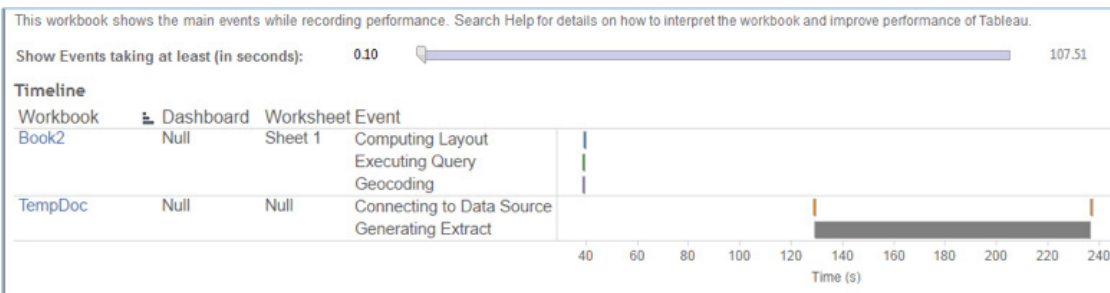 This workbook shows the main events while recording performance. Search Help for details on how to interpret the workbook and improve performance of Tableau.
Show Events taking at least (in seconds): 0.10 107.51
Timeline
Workbook Dashboard Worksheet Event
Book2 Null Sheet 1 Computing Layout
Executing Query
Geocoding
TempDoc Null Null Connecting to Data Source
Generating Extract
40 60 80 100 120 140 160 180 200 220 240
Time (s)